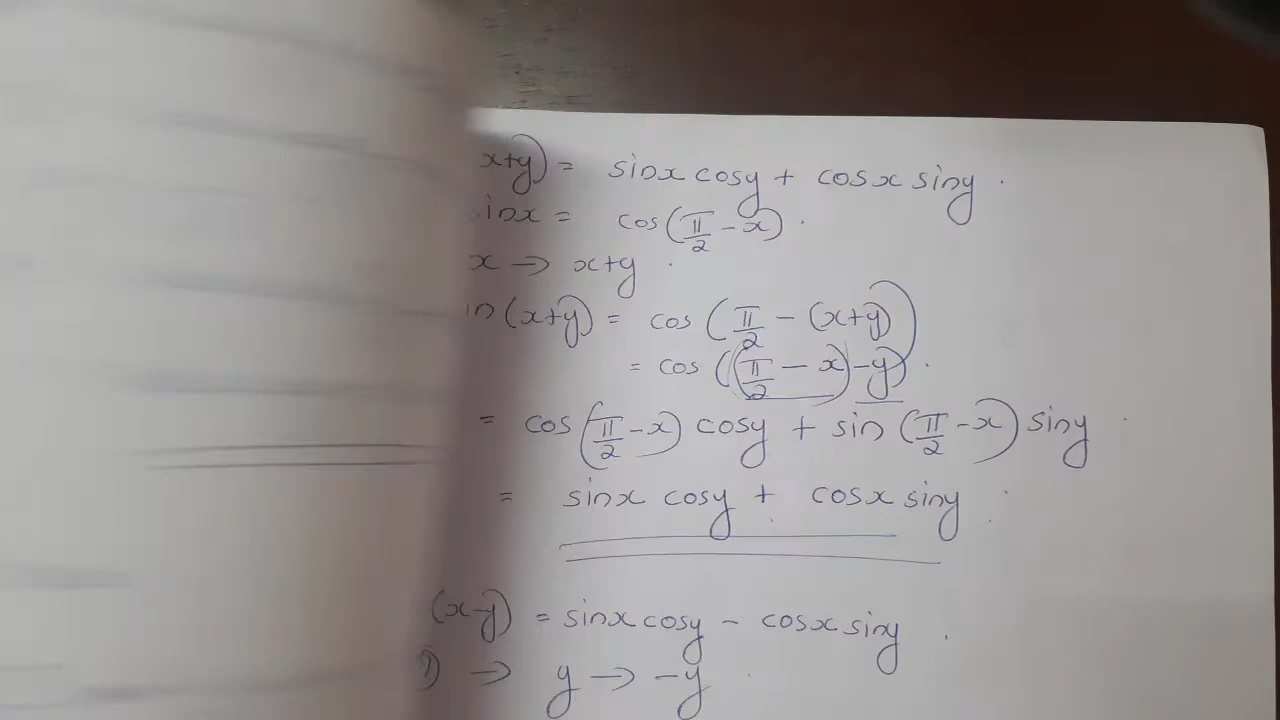 x+y) = sinx cosy + cosx siny.
inx = cos(π/2 - x).
x → x+y.
in(x+y) = cos(π/2 - (x+y))
= cos((π/2 - x) - y).
= cos(π/2 - x) cosy + sin(π/2 - x) siny
= sinx cosy + cosx siny
(x-y) = sinx cosy - cosx siny.
) → y → -y